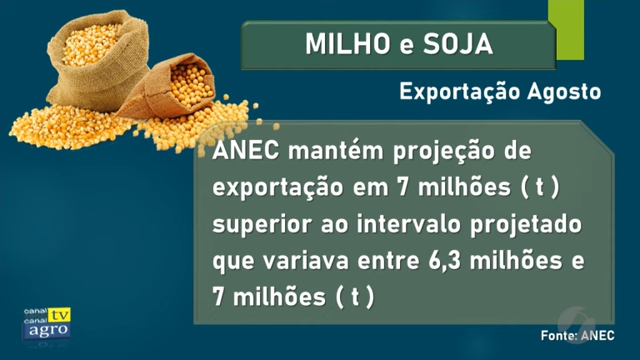 MILHO e SOJA
Exportação Agosto
ANEC mantém projeção de
exportação em 7 milhões ( t )
superior ao intervalo projetado
que variava entre 6,3 milhões e
7 milhões ( t )
canal tv
canal
agro
Fonte: ANEC